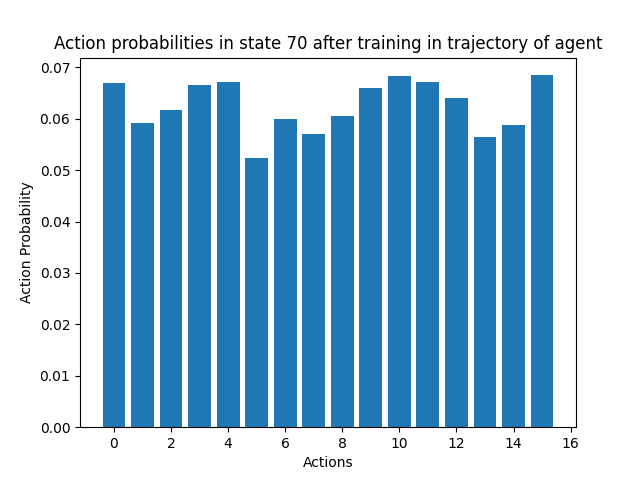 Action probabilities in state 70 after training in trajectory of agent
0.07
0.06
0.05
0.04
0.03
0.02
0.01
0.00
Action Probability
0 2 4 6 8 10 12 14 16
Actions